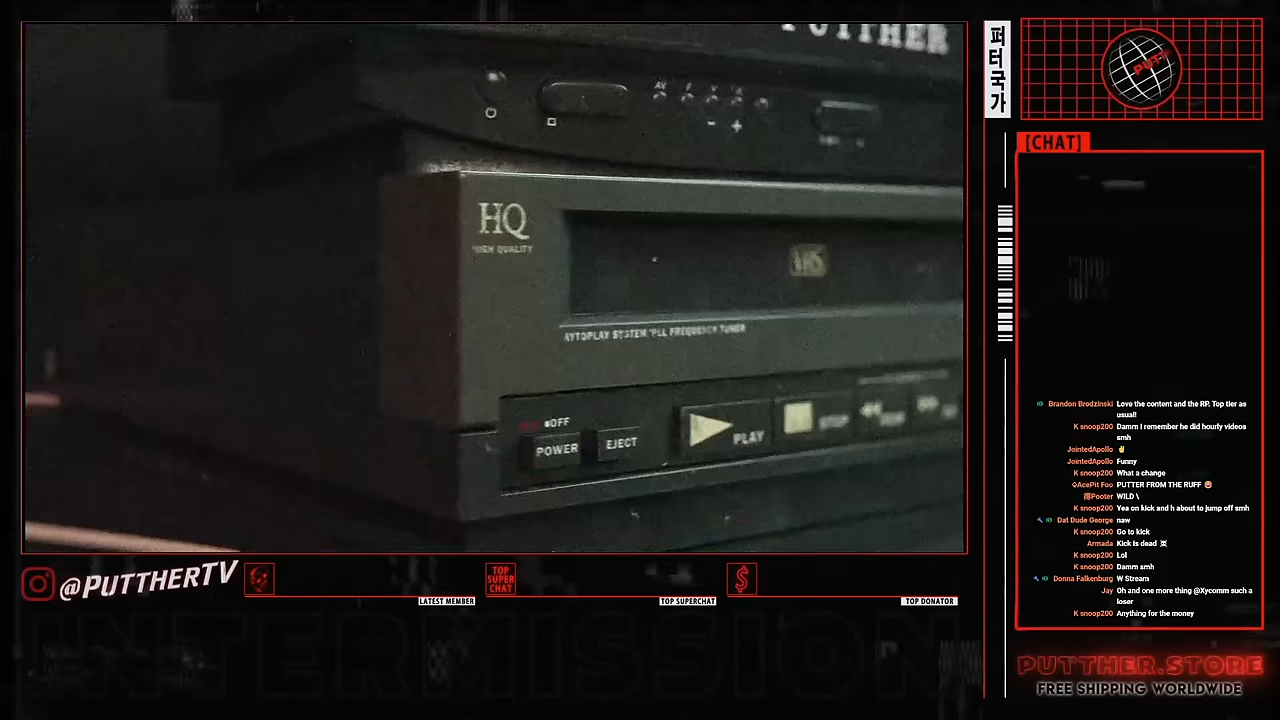 PUTTHER
HQ
HIGH QUALITY
VHS
AYTOPLAY SYSTEM 'PLL FREQUENCY TUNER
OFF
POWER
EJECT
PLAY
STOP
@PUTTHERTV
LATEST MEMBER
TOP
SUPER
CHAT
TOP SUPERCHAT
$
TOP DONATOR
INTERMISSION
퍼터국가
PUTT
[CHAT]
Brandon Brodzinski Love the content and the RP. Top tier as
usual!
K snoop200 Damm I remember he did hourly videos
smh
JointedApollo ✌
JointedApollo Funny
K snoop200 What a change
AcePit Foo PUTTER FROM THE RUFF
Pooter WILD \
K snoop200 Yea on kick and h about to jump off smh
Dat Dude George naw
K snoop200 Go to kick
Armada Kick is dead ☠
K snoop200 Lol
K snoop200 Damm smh
Donna Falkenburg W Stream
Jay Oh and one more thing @Xycomm such a
loser
K snoop200 Anything for the money
PUTTHER.STORE
FREE SHIPPING WORLDWIDE